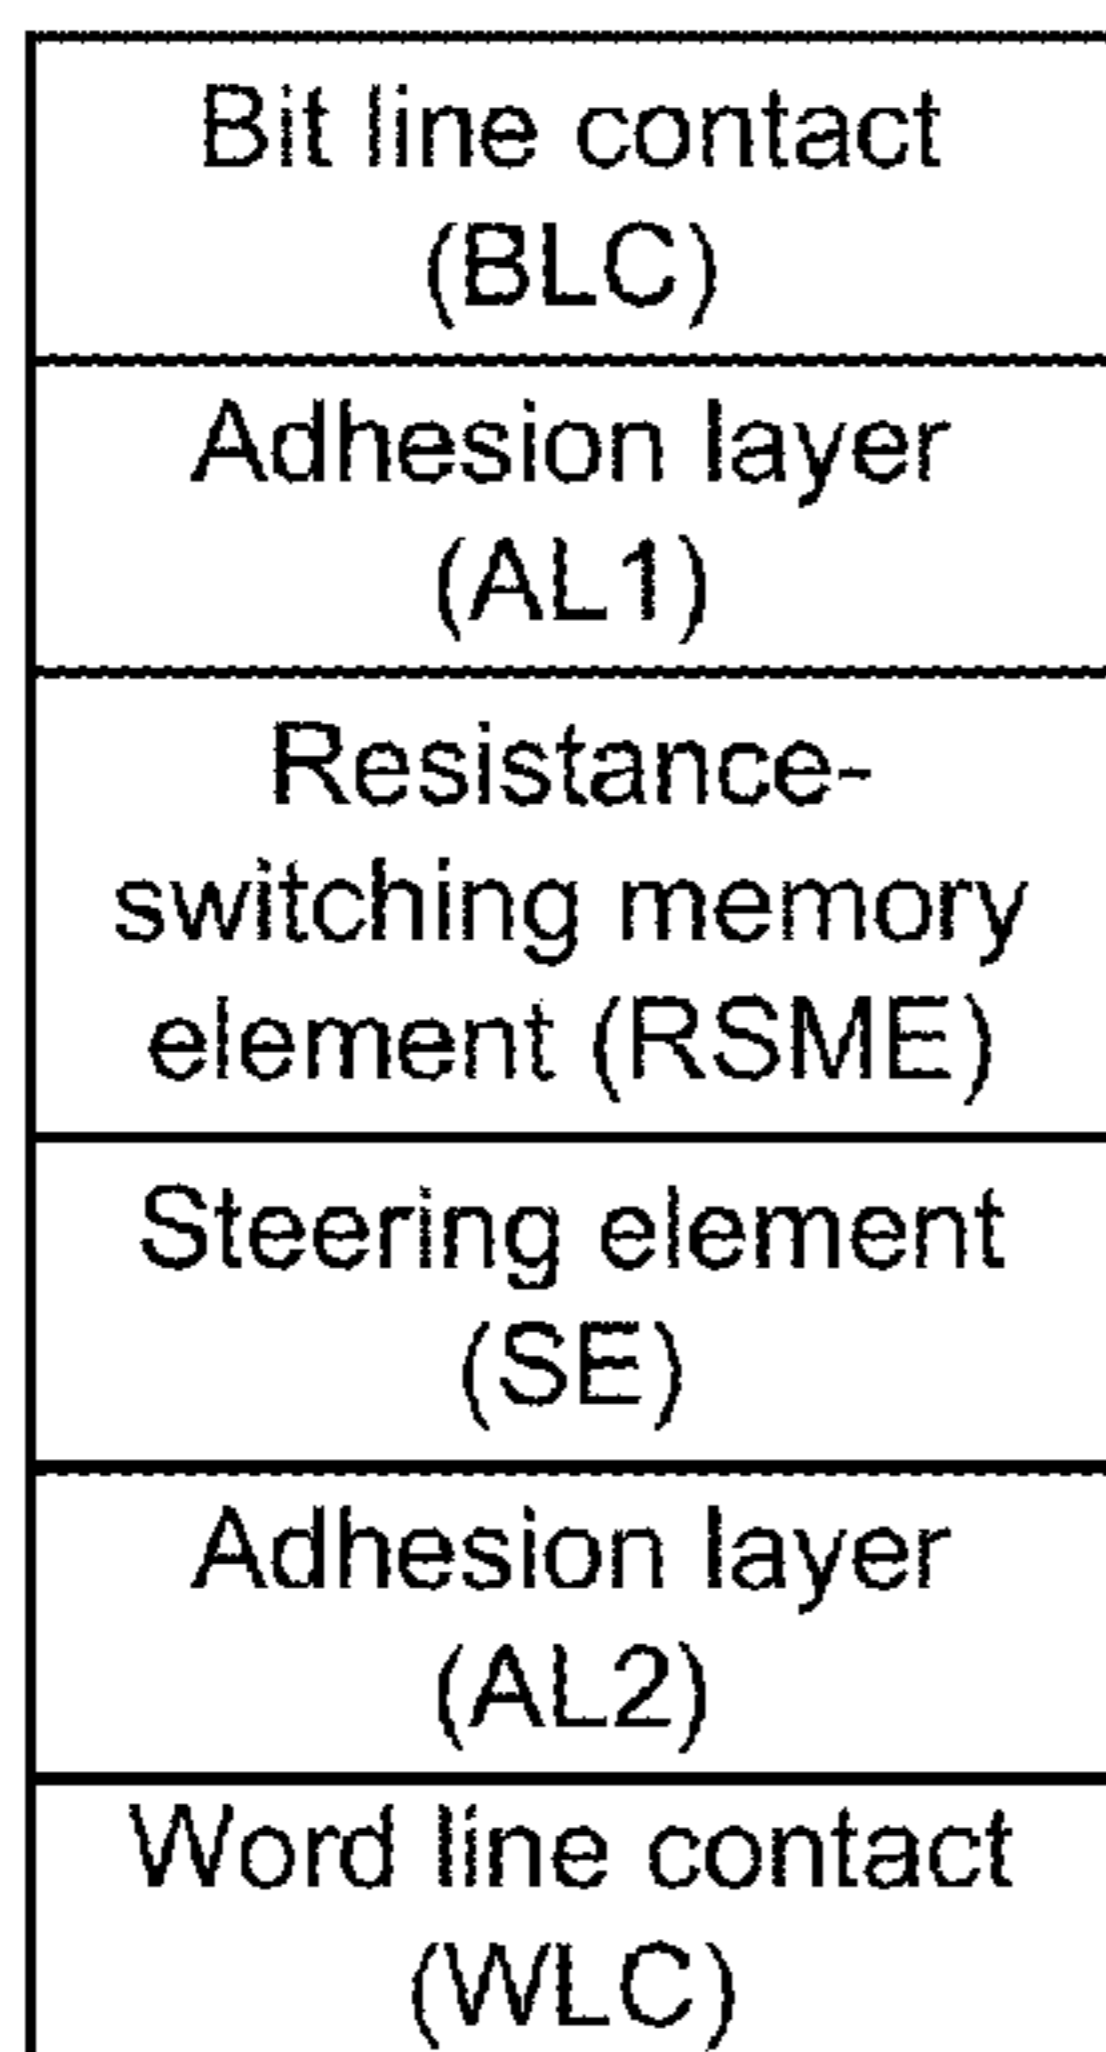 Bit line contact
(BLC)
Adhesion layer
(AL1)
Resistance-
switching memory
element (RSME)
Steering element
(SE)
Adhesion layer
(AL2)
Word line contact
(WLC)